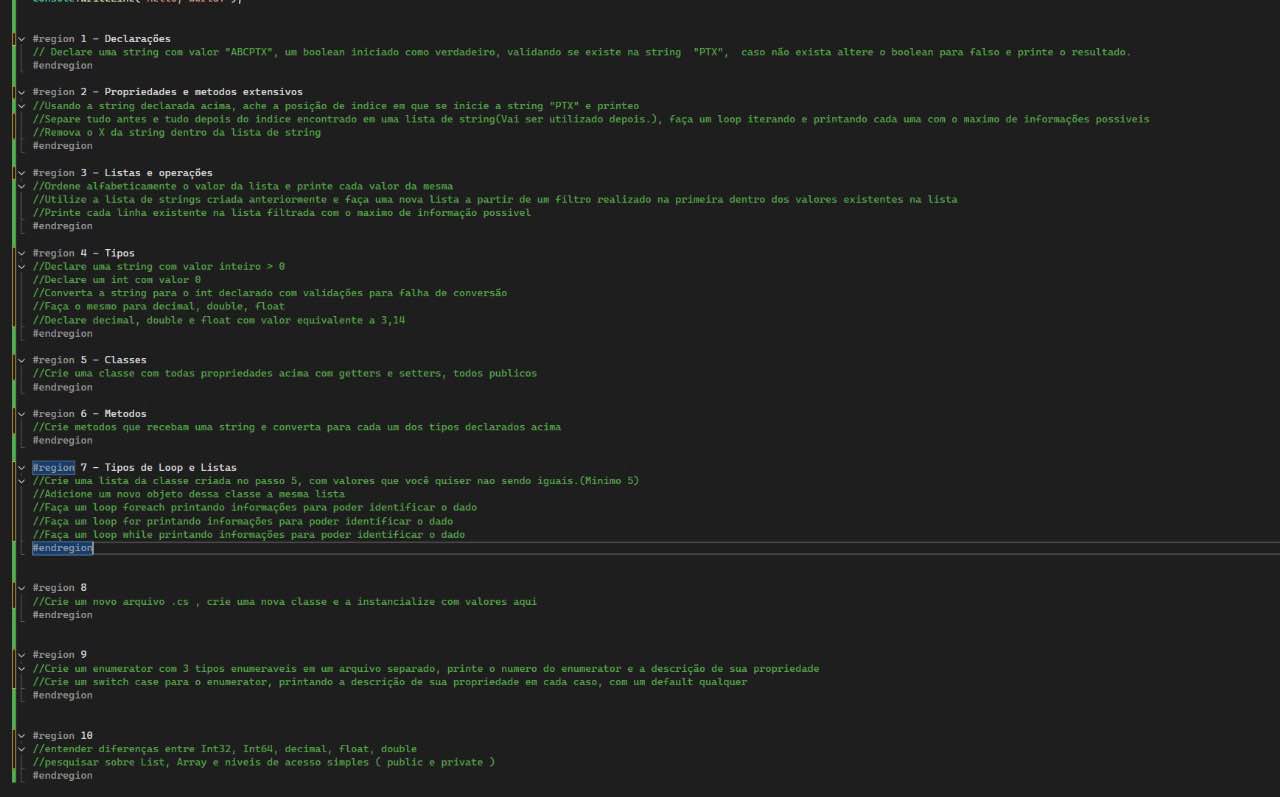 Console.WriteLine("Hello, World!");
#region 1 - Declarações
// Declare uma string com valor "ABCPTX", um boolean iniciado como verdadeiro, validando se existe na string  "PTX",  caso não exista altere o boolean para falso e printe o resultado.
#endregion
#region 2 - Propriedades e metodos extensivos
//Usando a string declarada acima, ache a posição de indice em que se inicie a string "PTX" e printeo
//Separe tudo antes e tudo depois do indice encontrado em uma lista de string(Vai ser utilizado depois.), faça um loop iterando e printando cada uma com o maximo de informações possiveis
//Remova o X da string dentro da lista de string
#endregion
#region 3 - Listas e operações
//Ordene alfabeticamente o valor da lista e printe cada valor da mesma
//Utilize a lista de strings criada anteriormente e faça uma nova lista a partir de um filtro realizado na primeira dentro dos valores existentes na lista
//Printe cada linha existente na lista filtrada com o maximo de informação possivel
#endregion
#region 4 - Tipos
//Declare uma string com valor inteiro > 0
//Declare um int com valor 0
//Converta a string para o int declarado com validações para falha de conversão
//Faça o mesmo para decimal, double, float
//Declare decimal, double e float com valor equivalente a 3,14
#endregion
#region 5 - Classes
//Crie uma classe com todas propriedades acima com getters e setters, todos publicos
#endregion
#region 6 - Metodos
//Crie metodos que recebam uma string e converta para cada um dos tipos declarados acima
#endregion
#region 7 - Tipos de Loop e Listas
//Crie uma lista da classe criada no passo 5, com valores que você quiser nao sendo iguais.(Minimo 5)
//Adicione um novo objeto dessa classe a mesma lista
//Faça um loop foreach printando informações para poder identificar o dado
//Faça um loop for printando informações para poder identificar o dado
//Faça um loop while printando informações para poder identificar o dado
#endregion
#region 8
//Crie um novo arquivo .cs , crie uma nova classe e a instancialize com valores aqui
#endregion
#region 9
//Crie um enumerator com 3 tipos enumeraveis em um arquivo separado, printe o numero do enumerator e a descrição de sua propriedade
//Crie um switch case para o enumerator, printando a descrição de sua propriedade em cada caso, com um default qualquer
#endregion
#region 10
//entender diferenças entre Int32, Int64, decimal, float, double
//pesquisar sobre List, Array e niveis de acesso simples ( public e private )
#endregion